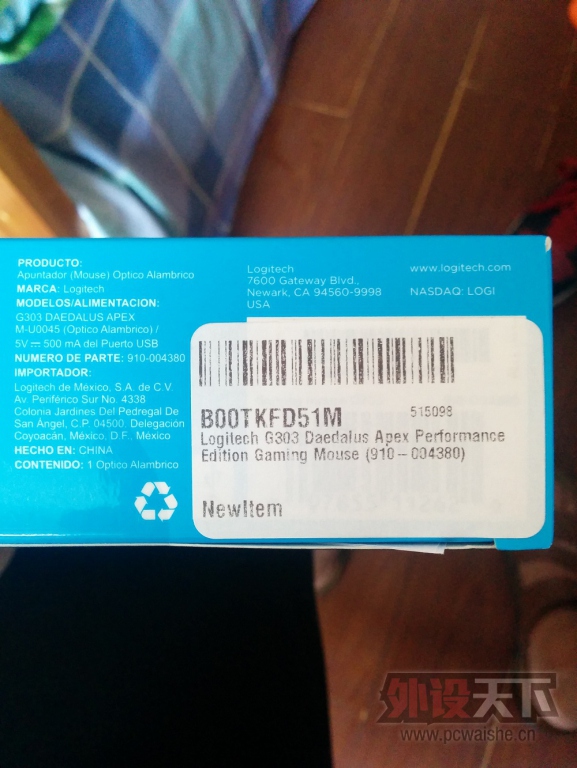 PRODUCTO:
Apuntador (Mouse) Optico Alambrico
MARCA: Logitech
MODELOS/ALIMENTACION:
G303 DAEDALUS APEX
M-U0045 (Optico Alambrico) /
5V⎓ 500 mA del Puerto USB
NUMERO DE PARTE: 910-004380
IMPORTADOR:
Logitech de México, S.A. de C.V.
Av. Periférico Sur No. 4338
Colonia Jardines Del Pedregal De
San Ángel, C.P. 04500, Delegación
Coyoacán, México, D.F., México
HECHO EN: CHINA
CONTENIDO: 1 Optico Alambrico
Logitech
7600 Gateway Blvd.,
Newark, CA 94560-9998
USA
www.logitech.com
NASDAQ: LOGI
B00TKFD51M
515098
Logitech G303 Daedalus Apex Performance
Edition Gaming Mouse (910-004380)
NewItem
外设天下
www.pcwaishe.cn